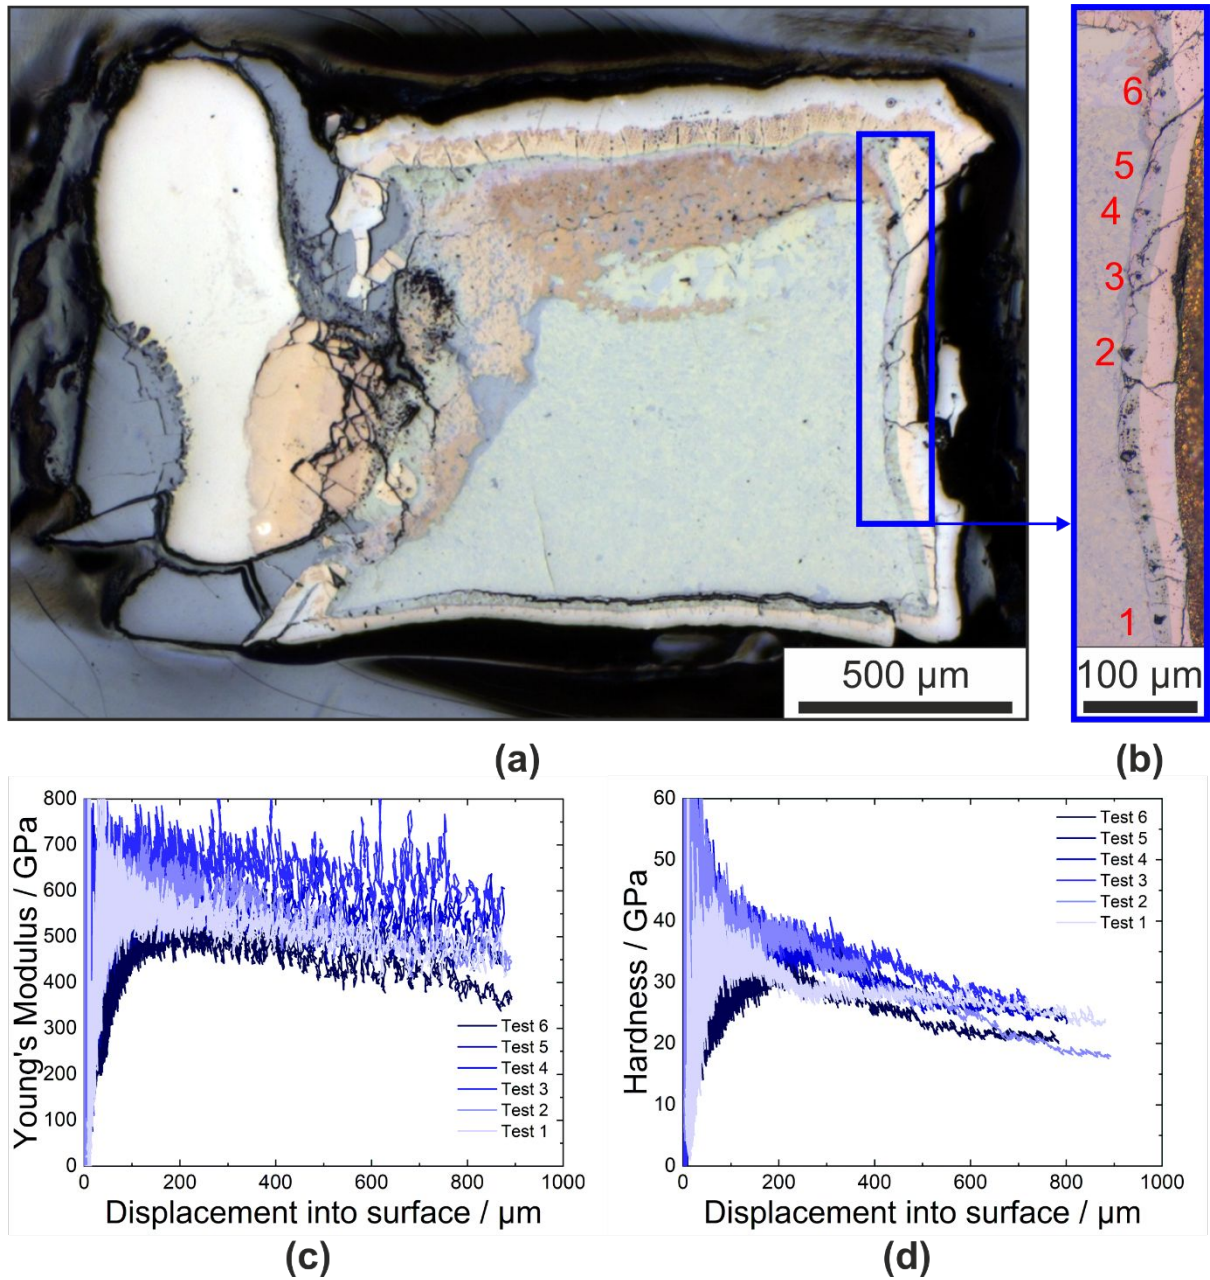 (a)
500 µm
6
5
4
3
2
1
100 µm
(b)
Young's Modulus / GPa
800
700
600
500
400
300
200
100
0
Test 6
Test 5
Test 4
Test 3
Test 2
Test 1
0 200 400 600 800 1000
Displacement into surface / µm
(c)
Hardness / GPa
60
50
40
30
20
10
0
Test 6
Test 5
Test 4
Test 3
Test 2
Test 1
0 200 400 600 800 1000
Displacement into surface / µm
(d)